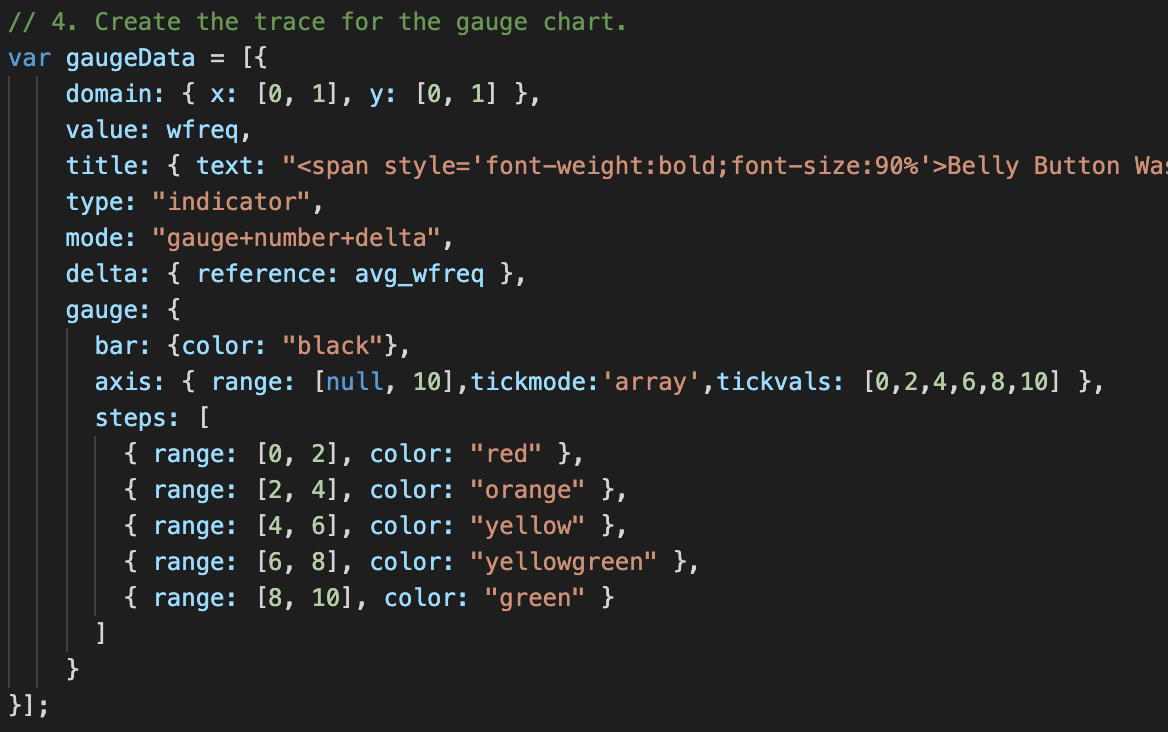 // 4. Create the trace for the gauge chart.
var gaugeData = [{
domain: { x: [0, 1], y: [0, 1] },
value: wfreq,
title: { text: "<span style='font-weight:bold;font-size:90%'>Belly Button
type: "indicator",
mode: "gauge+number+delta",
delta: { reference: avg_wfreq },
gauge: {
bar: {color: "black"},
axis: { range: [null, 10],tickmode:'array',tickvals: [0,2,4,6,8,10] },
steps: [
{ range: [0, 2], color: "red" },
{ range: [2, 4], color: "orange" },
{ range: [4, 6], color: "yellow" },
{ range: [6, 8], color: "yellowgreen" },
{ range: [8, 10], color: "green" }
]
}
}];